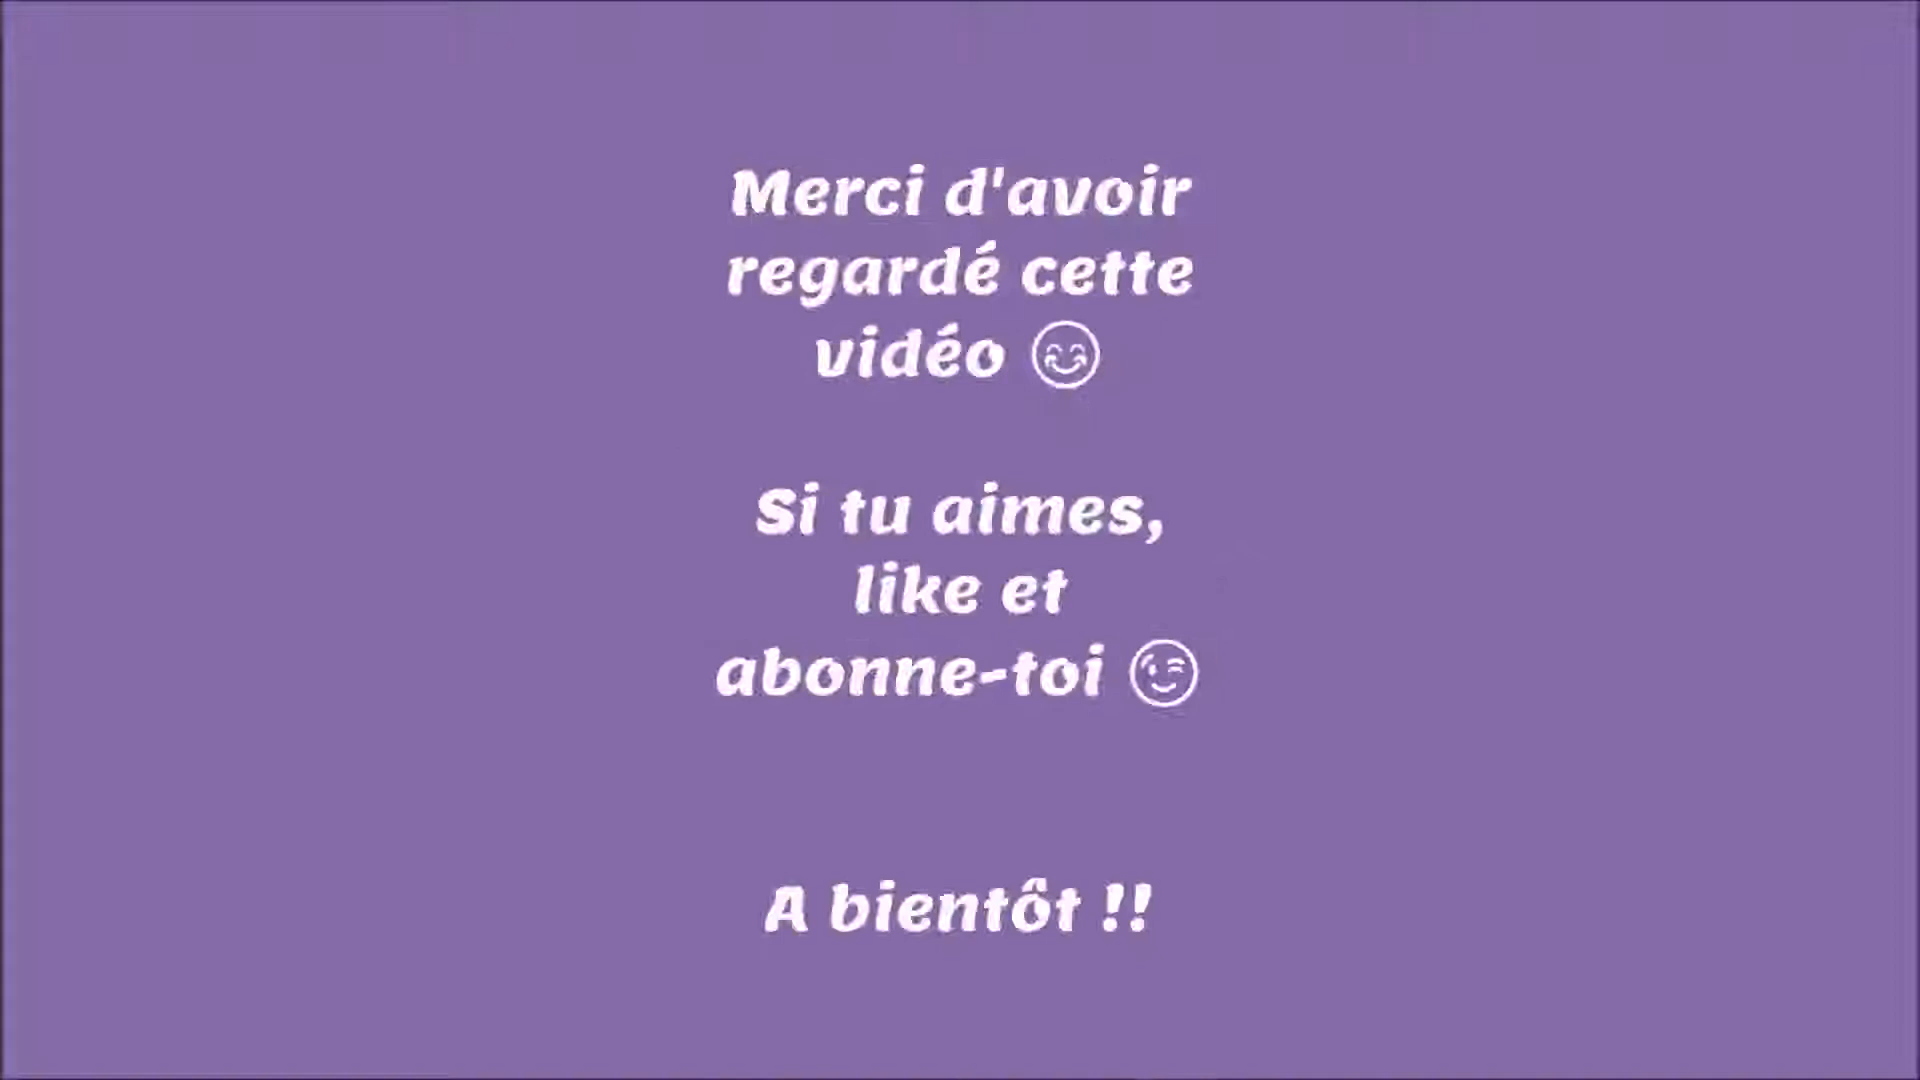 Merci d'avoir
regardé cette
vidéo 😊
Si tu aimes,
like et
abonne-toi 😉
A bientôt !!